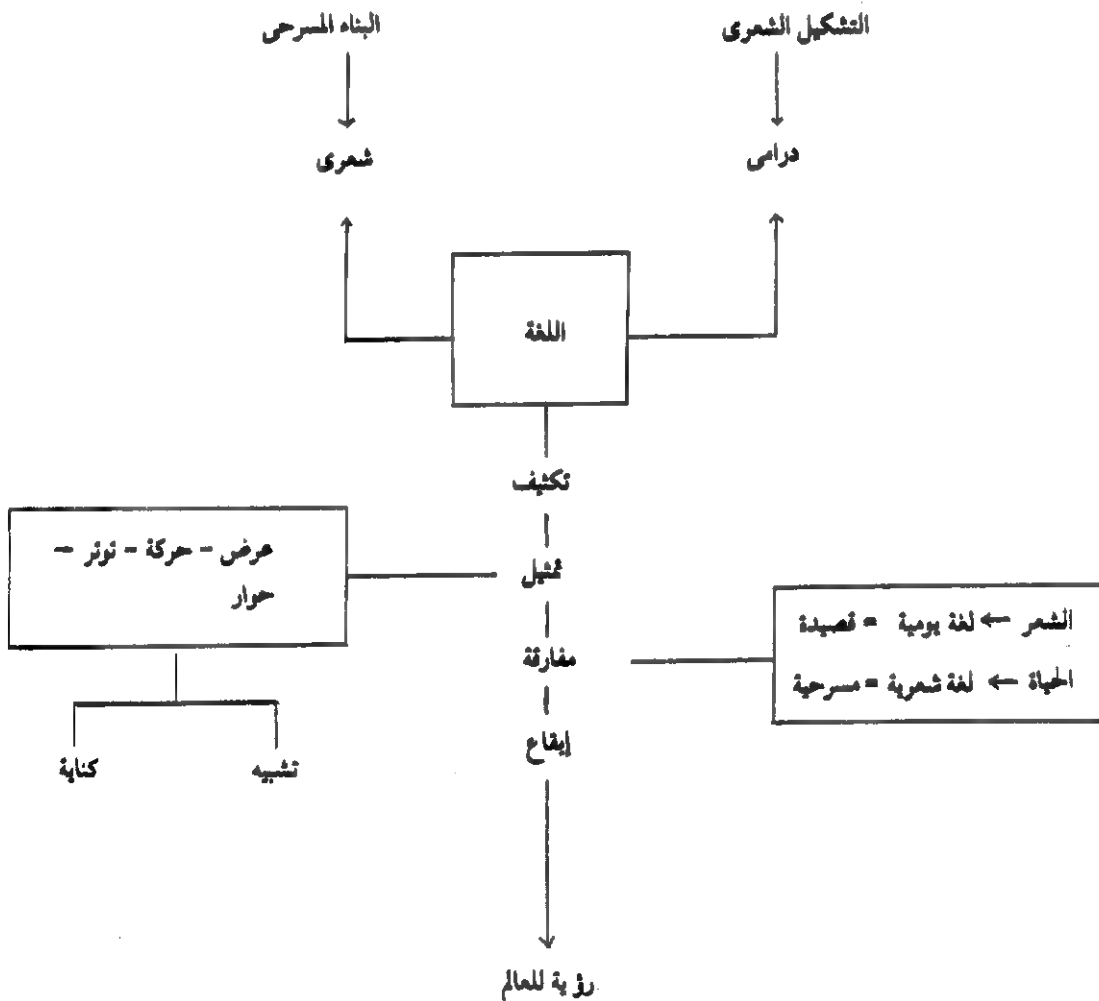 التشكيل الشعرى
البناء المسرحى
درامى
شعرى
اللغة
تكثيف
عرض - حركة - توتر -
حوار
تمثيل
الشعر ← لغة يومية = قصيدة
الحياة ← لغة شعرية = مسرحية
مفارقة
إيقاع
تشبيه
كناية
رؤية للعالم